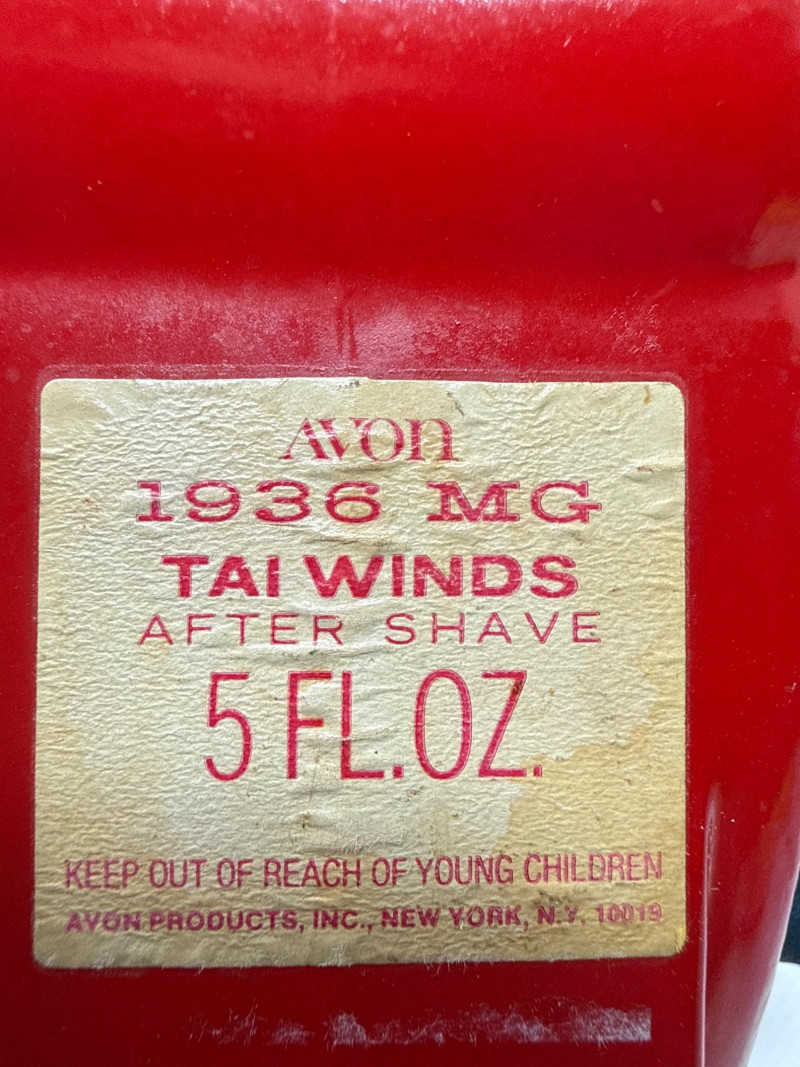 AVON
1936 MG
TAI WINDS
AFTER SHAVE
5 FL.OZ.
KEEP OUT OF REACH OF YOUNG CHILDREN
AVON PRODUCTS, INC., NEW YORK, N.Y. 10019